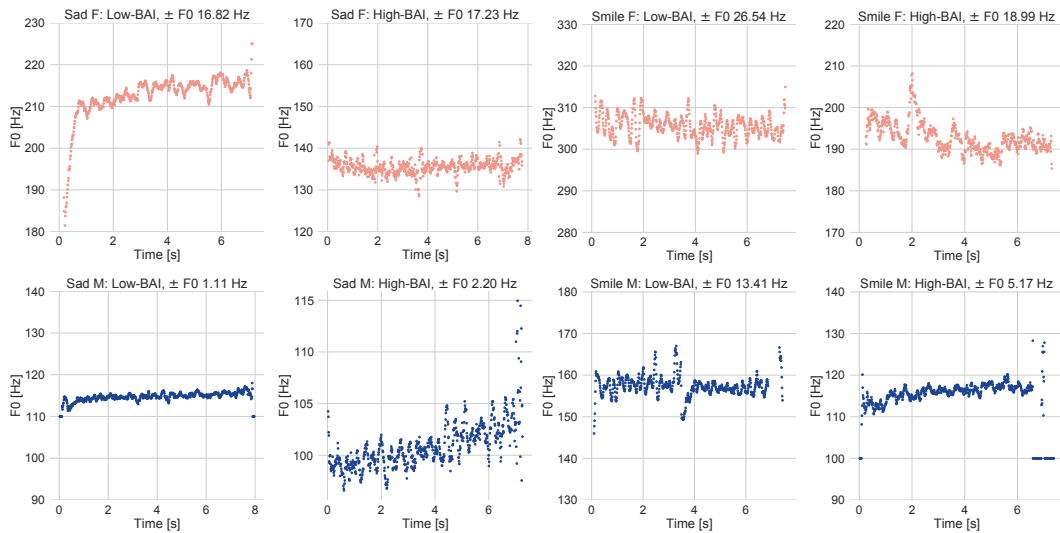 Sad F: Low-BAI, ± F0 16.82 Hz
F0 [Hz]
230
220
210
200
190
180
0 2 4 6
Time [s]
Sad F: High-BAI, ± F0 17.23 Hz
F0 [Hz]
170
160
150
140
130
120
0 2 4 6 8
Time [s]
Smile F: Low-BAI, ± F0 26.54 Hz
F0 [Hz]
330
320
310
300
290
280
0 2 4 6
Time [s]
Smile F: High-BAI, ± F0 18.99 Hz
F0 [Hz]
220
210
200
190
180
170
0 2 4 6
Time [s]
Sad M: Low-BAI, ± F0 1.11 Hz
F0 [Hz]
140
130
120
110
100
90
0 2 4 6 8
Time [s]
Sad M: High-BAI, ± F0 2.20 Hz
F0 [Hz]
115
110
105
100
0 2 4 6
Time [s]
Smile M: Low-BAI, ± F0 13.41 Hz
F0 [Hz]
180
170
160
150
140
130
0 2 4 6
Time [s]
Smile M: High-BAI, ± F0 5.17 Hz
F0 [Hz]
140
130
120
110
100
90
0 2 4 6
Time [s]